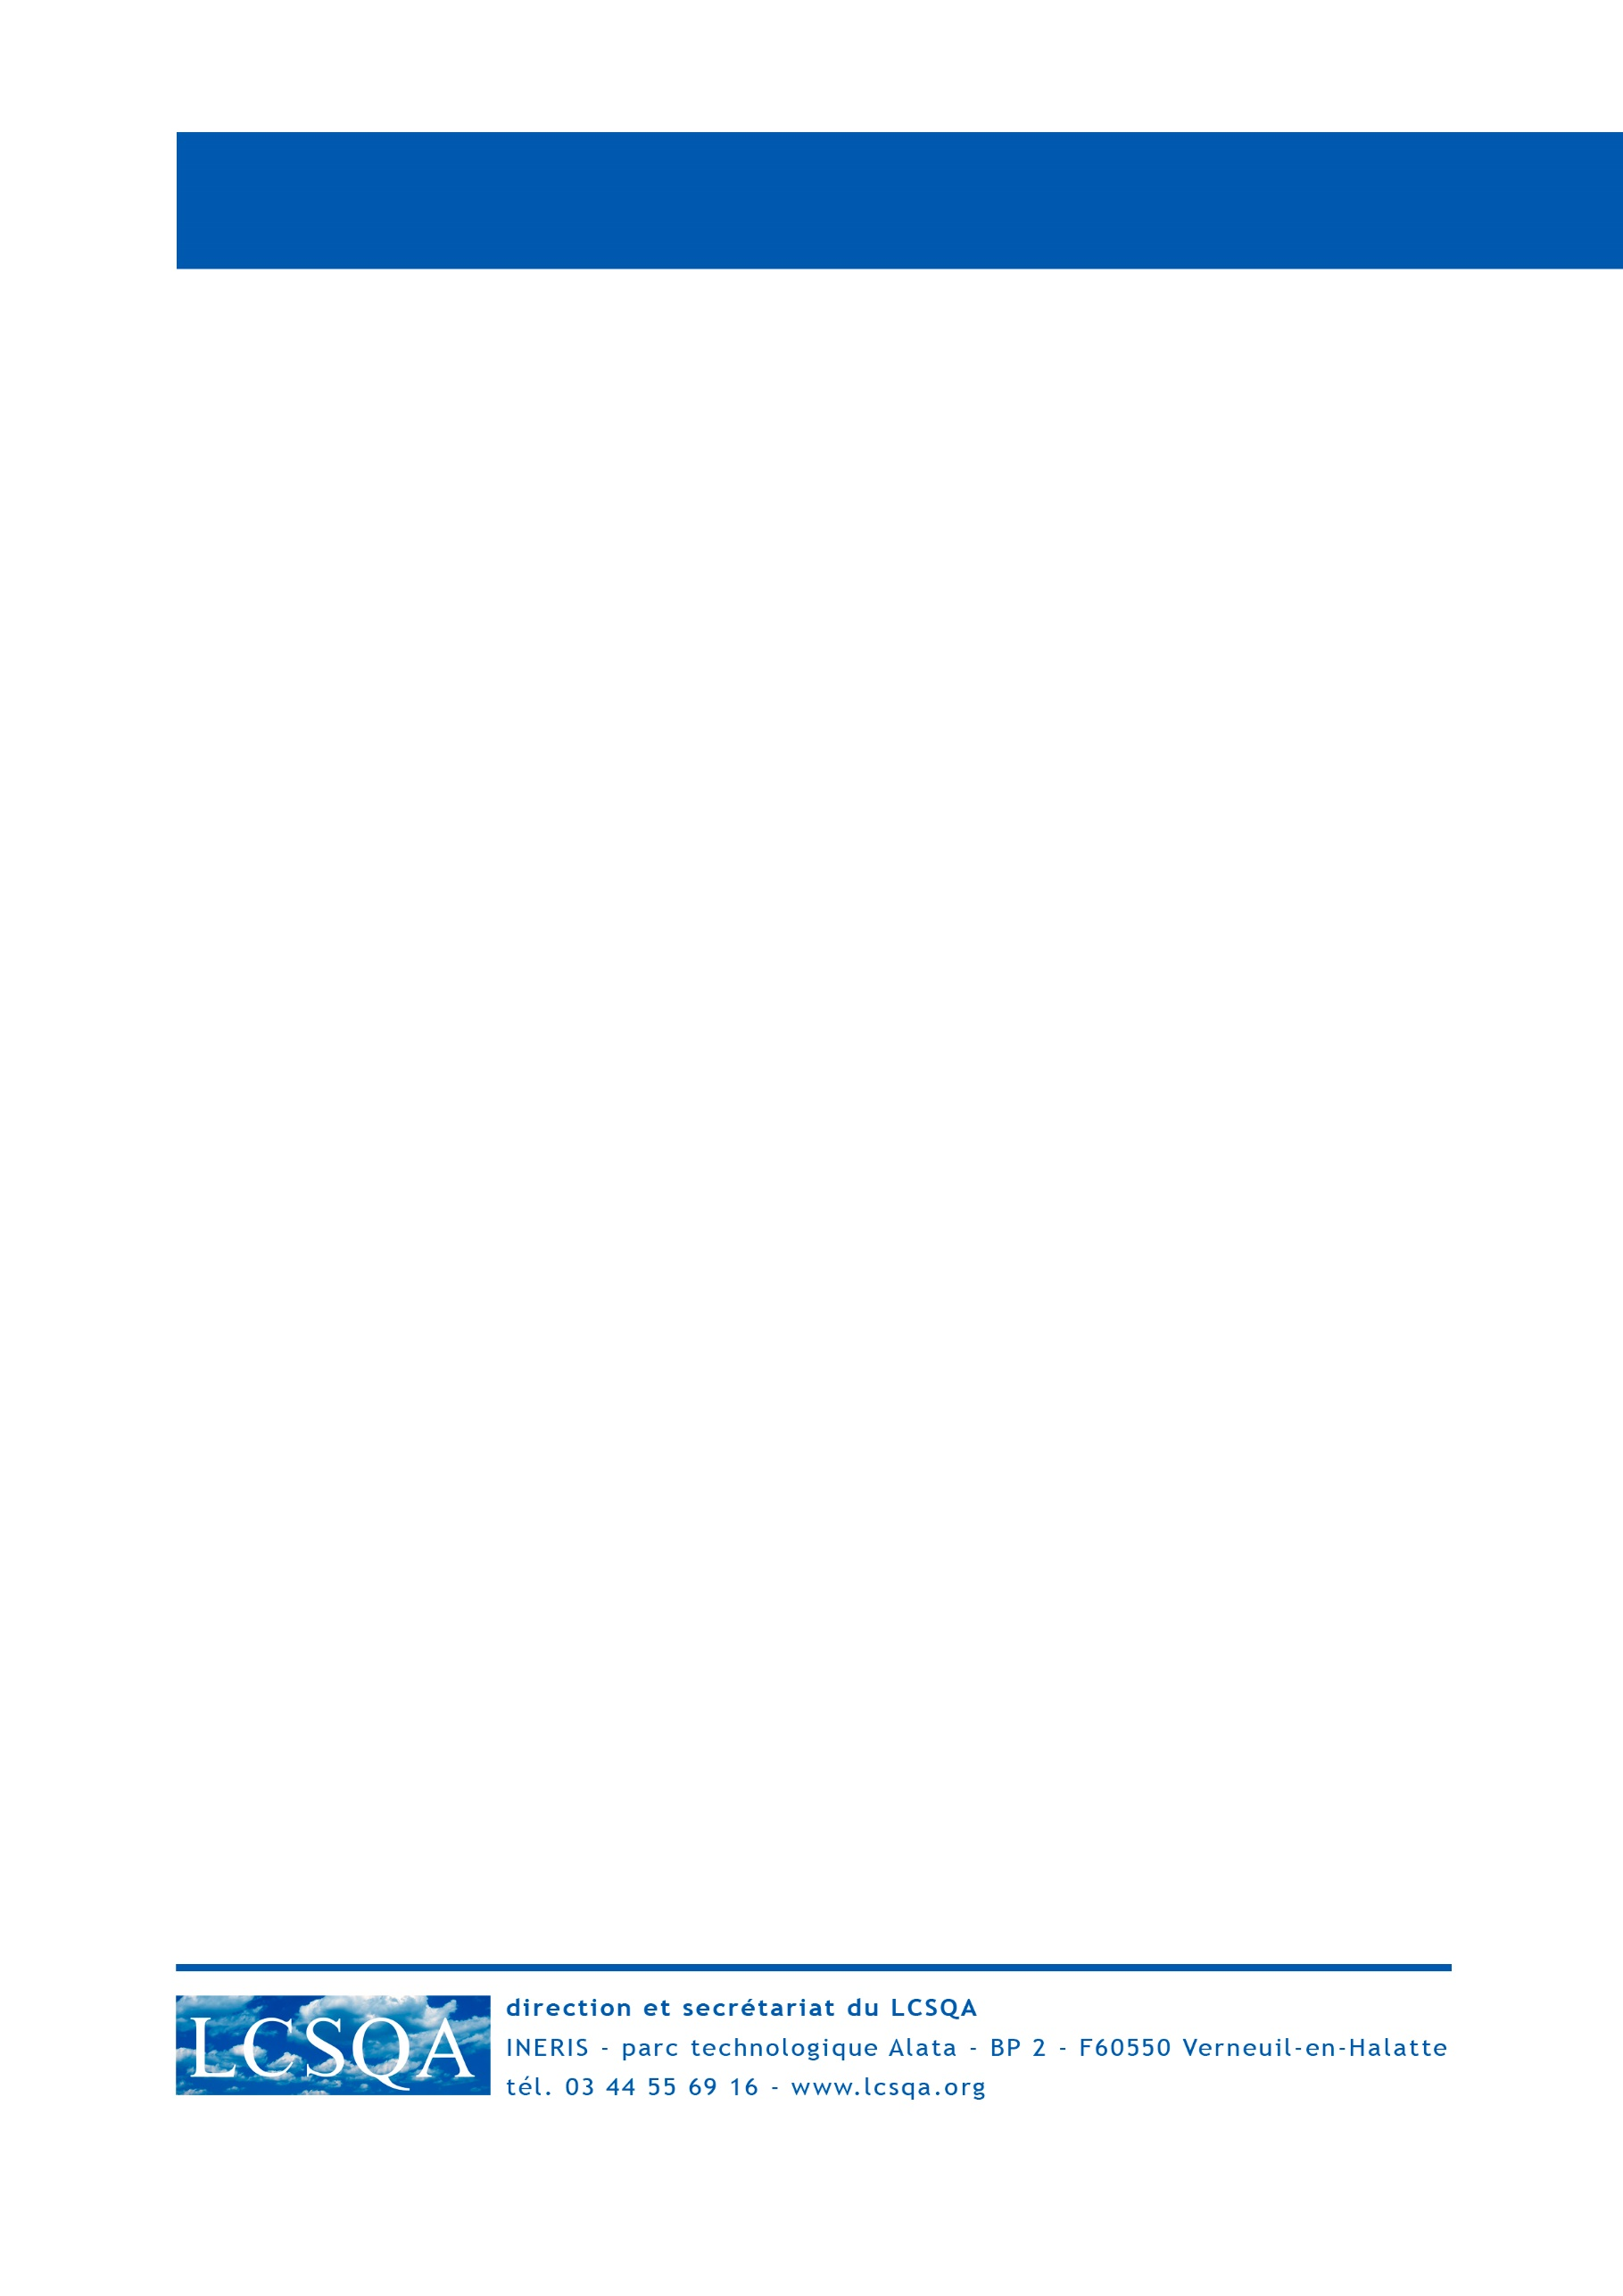 LCSQA
direction et secrétariat du LCSQA
INERIS - parc technologique Alata - BP 2 - F60550 Verneuil-en-Halatte
tél. 03 44 55 69 16 - www.lcsqa.org